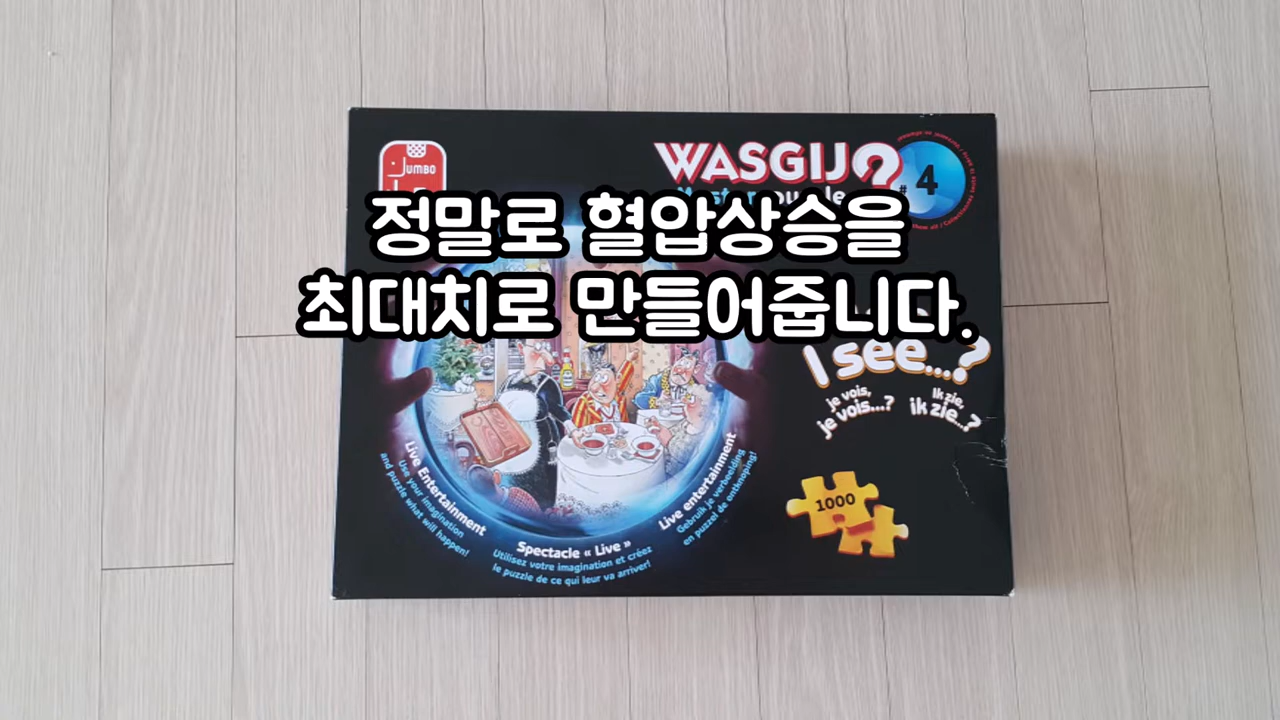 JUMBO
WASGIJ?
#4
정말로 혈압상승을
최대치로 만들어줍니다.
I see...?
je vois,
je vois...?
Ik zie,
ik zie...?
1000
Live Entertainment
Use your imagination
and puzzle what will happen!
Spectacle « Live »
Utilisez votre imagination et créez
le puzzle de ce qui leur va arriver!
Live entertainment
Gebruik je verbeelding
en puzzel de ontknoping!